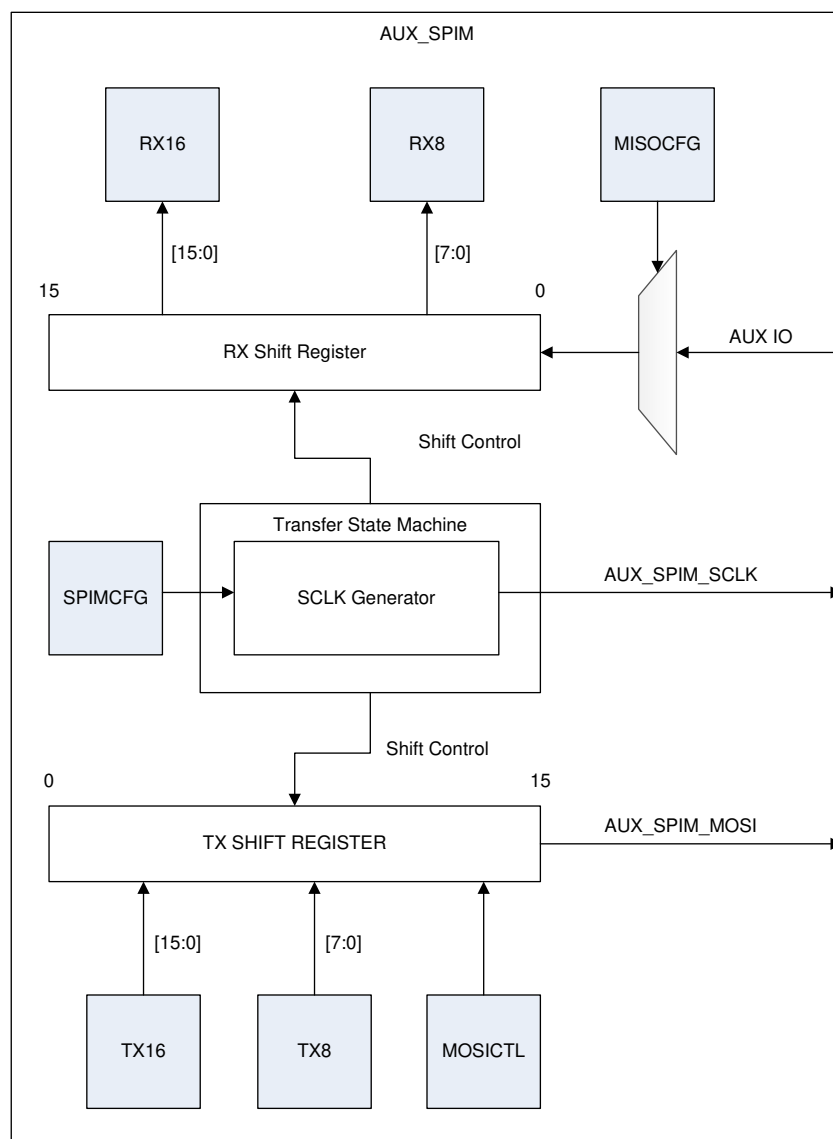 AUX_SPIM
RX16
RX8
MISOCFG
[15:0]
[7:0]
15
0
RX Shift Register
AUX IO
Shift Control
Transfer State Machine
SPIMCFG
SCLK Generator
AUX_SPIM_SCLK
Shift Control
0
15
TX SHIFT REGISTER
AUX_SPIM_MOSI
[15:0]
[7:0]
TX16
TX8
MOSICTL